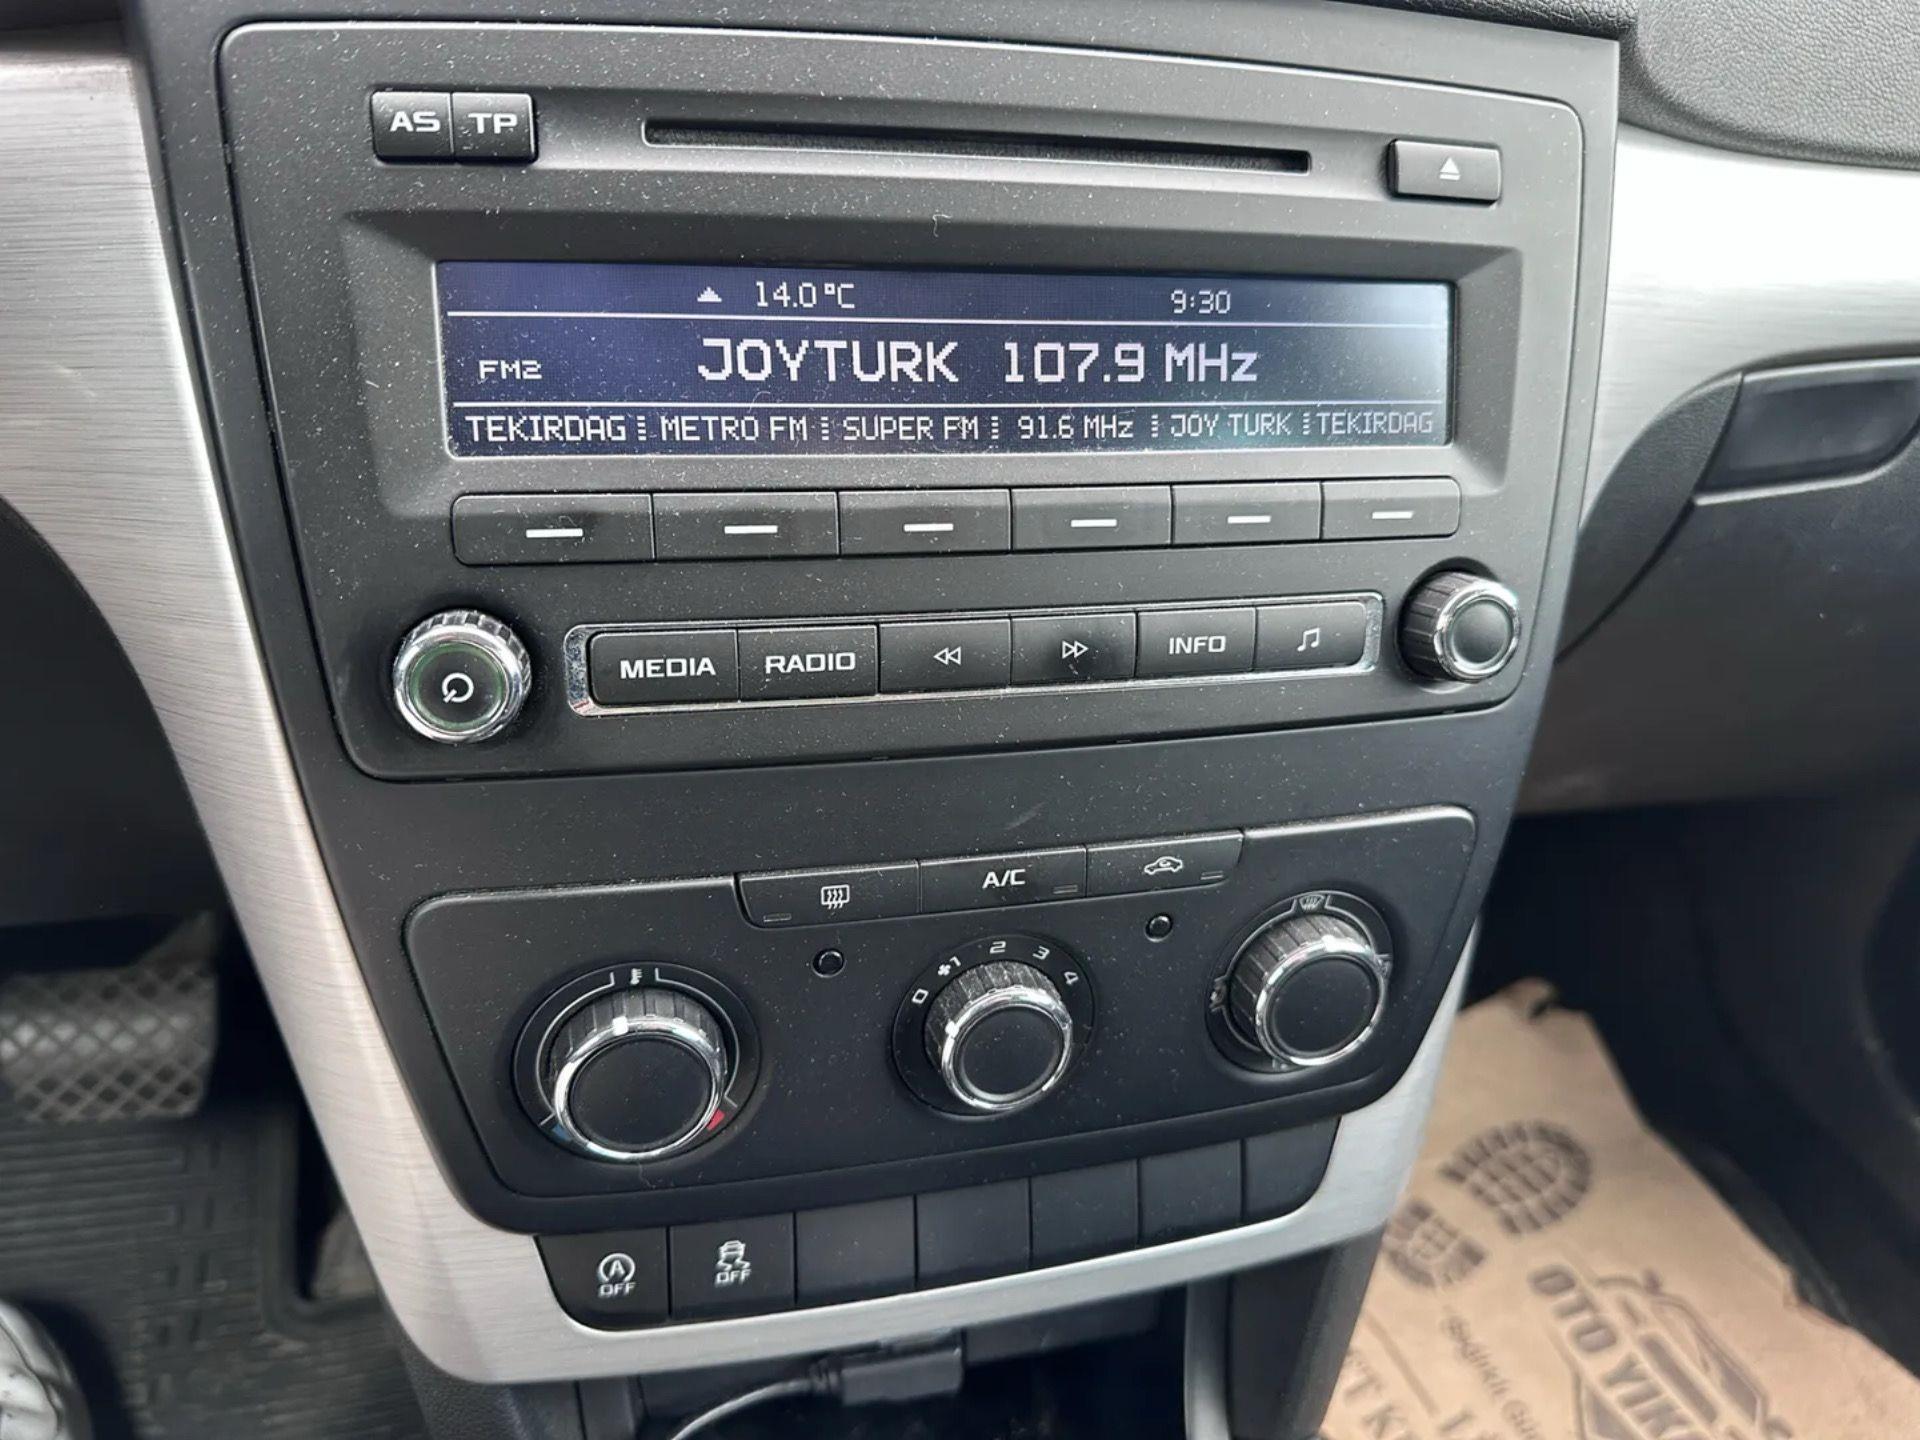 AS TP
14.0°C 9:30
FM2 JOYTURK 107.9 MHz
TEKIRDAG METRO FM SUPER FM 91.6 MHz JOY TURK TEKIRDAG
MEDIA RADIO INFO
A/C
0 1 2 3 4
A OFF
OFF
OTO YIKA